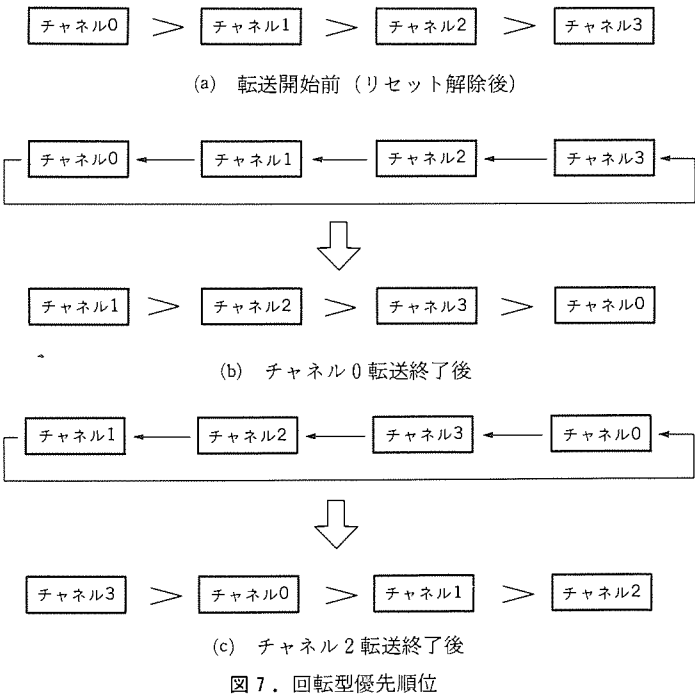 チャネル0 > チャネル1 > チャネル2 > チャネル3
(a) 転送開始前（リセット解除後）
チャネル0 チャネル1 チャネル2 チャネル3
チャネル1 > チャネル2 > チャネル3 > チャネル0
(b) チャネル0転送終了後
チャネル1 チャネル2 チャネル3 チャネル0
チャネル3 > チャネル0 > チャネル1 > チャネル2
(c) チャネル2転送終了後
図7．回転型優先順位